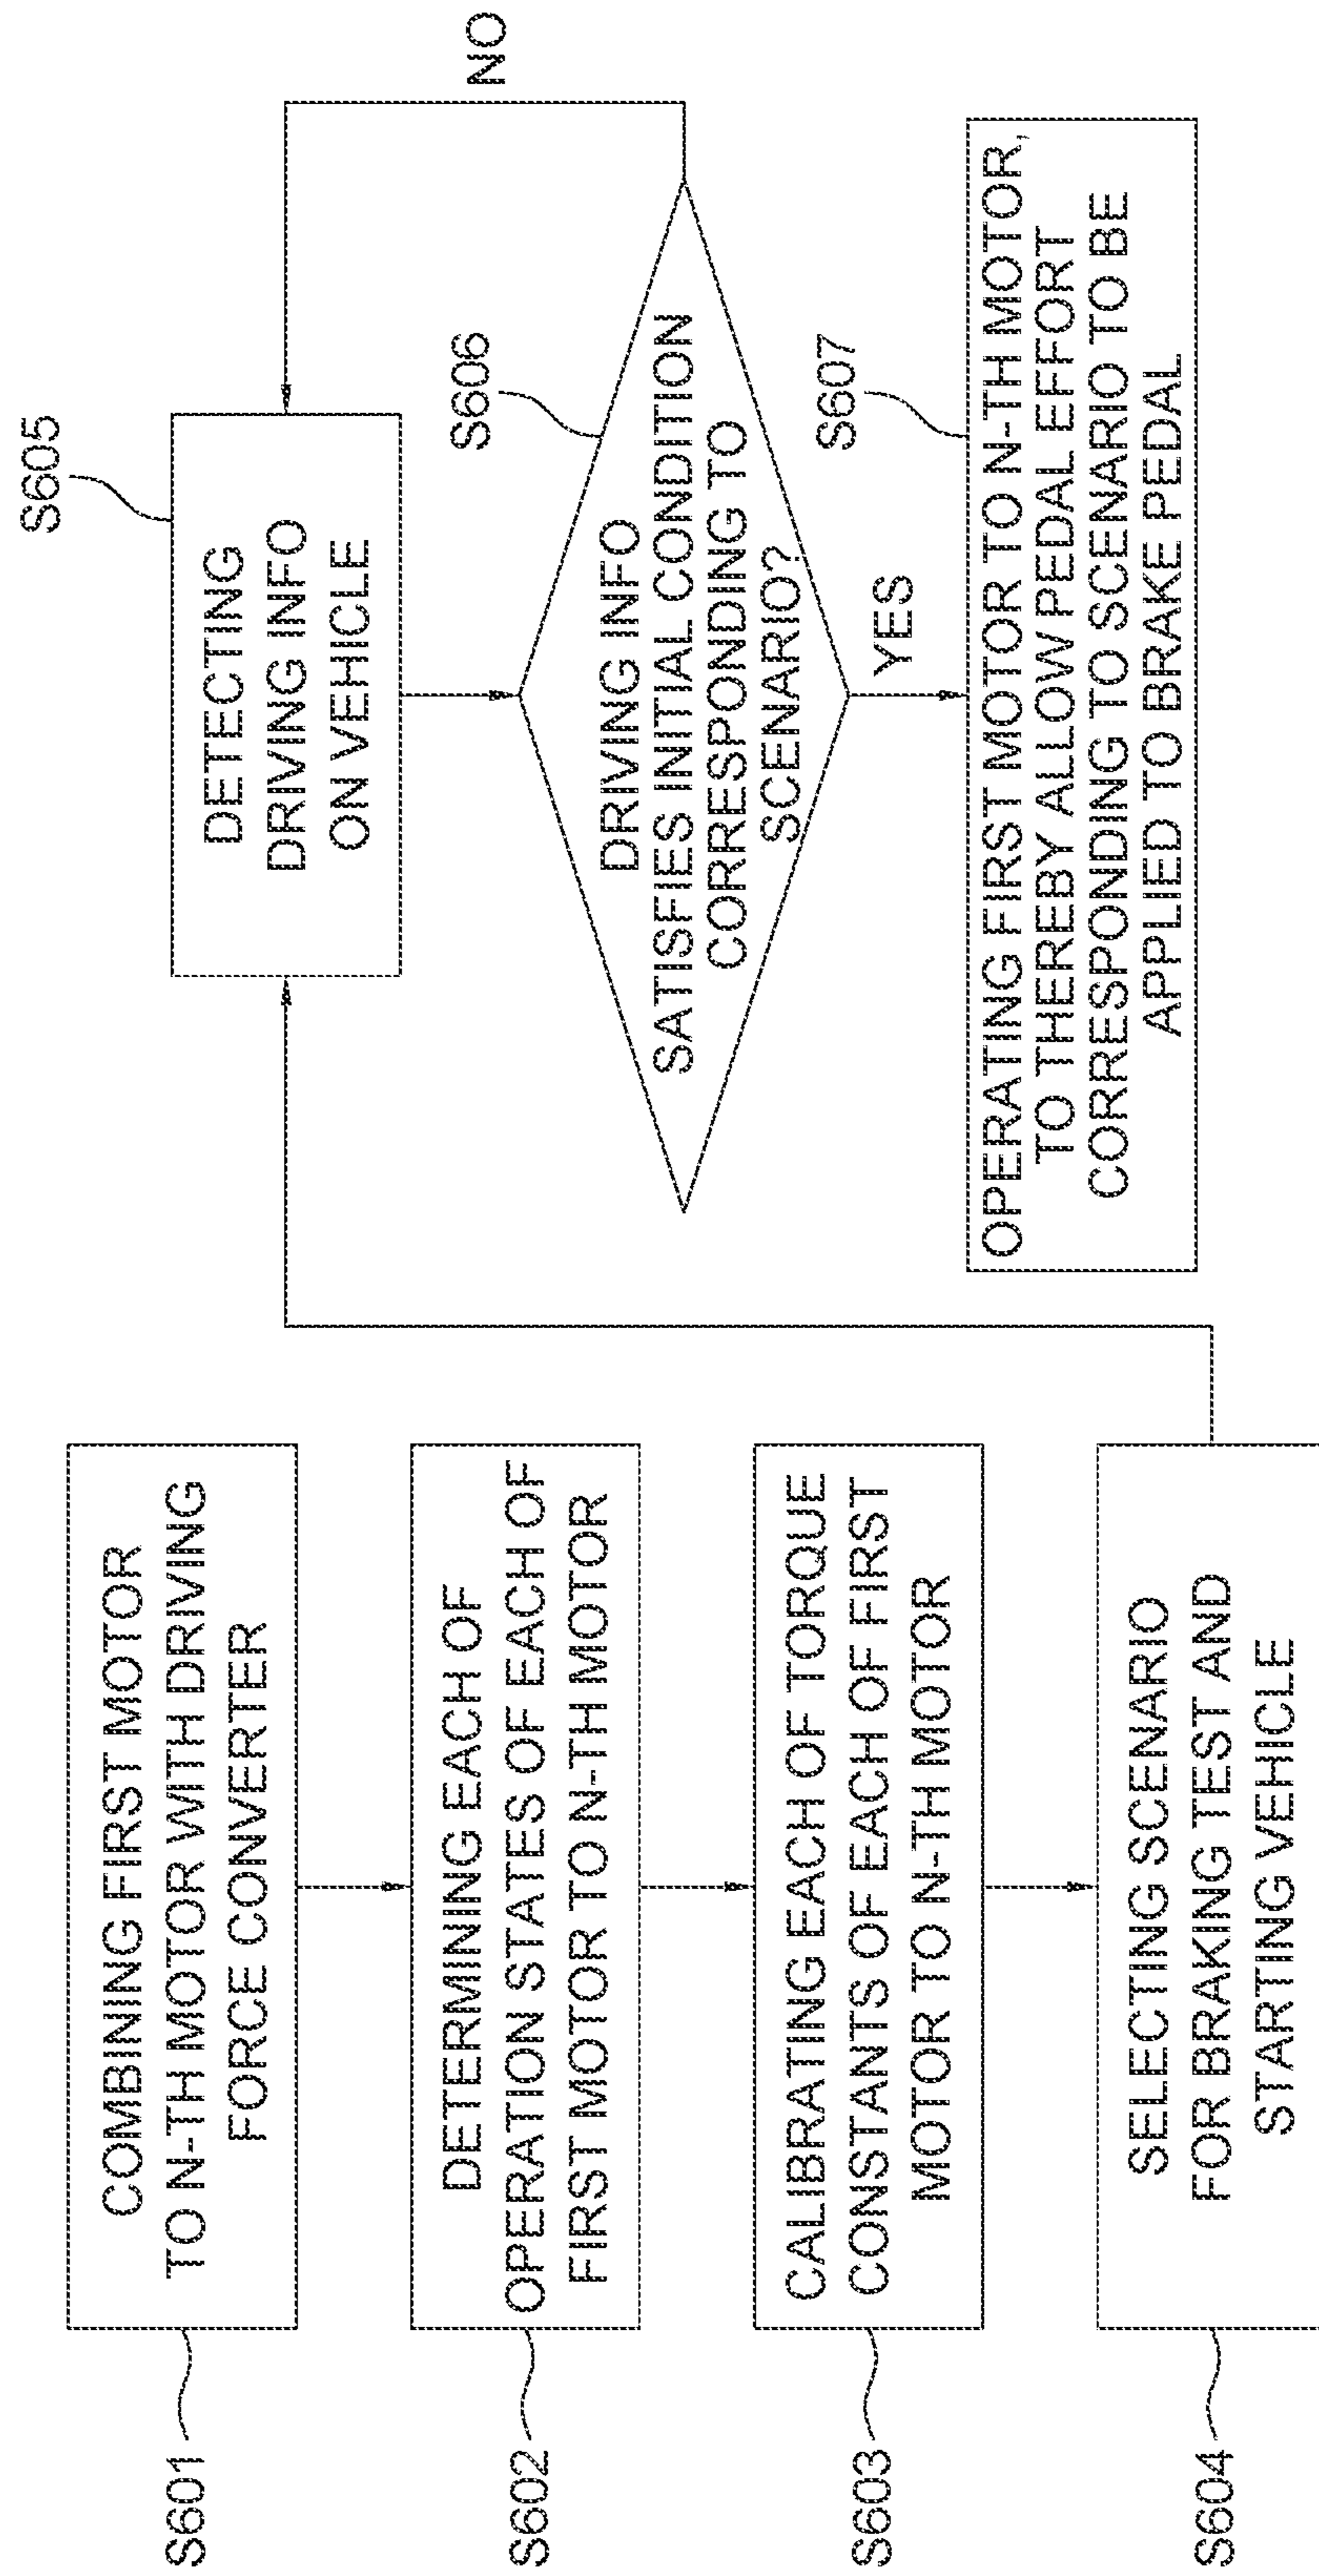 S601
COMBINING FIRST MOTOR
TO N-TH MOTOR WITH DRIVING
FORCE CONVERTER
S602
DETERMINING EACH OF
OPERATION STATES OF EACH OF
FIRST MOTOR TO N-TH MOTOR
S603
CALIBRATING EACH OF TORQUE
CONSTANTS OF EACH OF FIRST
MOTOR TO N-TH MOTOR
S604
SELECTING SCENARIO
FOR BRAKING TEST AND
STARTING VEHICLE
S605
DETECTING
DRIVING INFO
ON VEHICLE
S606
DRIVING INFO
SATISFIES INITIAL CONDITION
CORRESPONDING TO
SCENARIO?
NO
YES
S607
OPERATING FIRST MOTOR TO N-TH MOTOR,
TO THEREBY ALLOW PEDAL EFFORT
CORRESPONDING TO SCENARIO TO BE
APPLIED TO BRAKE PEDAL